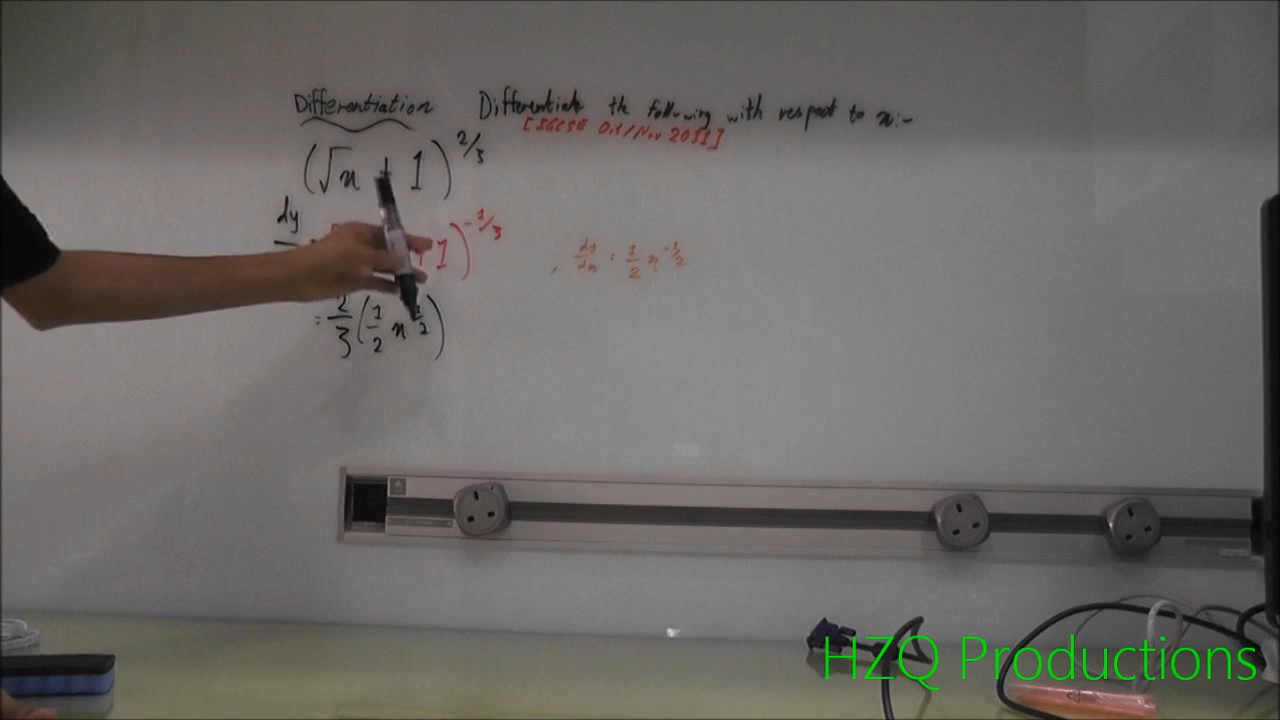 Differentiation Differentiate the following with respect to x:-
[IGCSE Oct/Nov 2011]
(√x + 1)^2/3
dy 1)^-1/3 , dy/dx = 1/2 x^-1/2
= 2/3 (1/2 x 1/2)
HZQ Productions